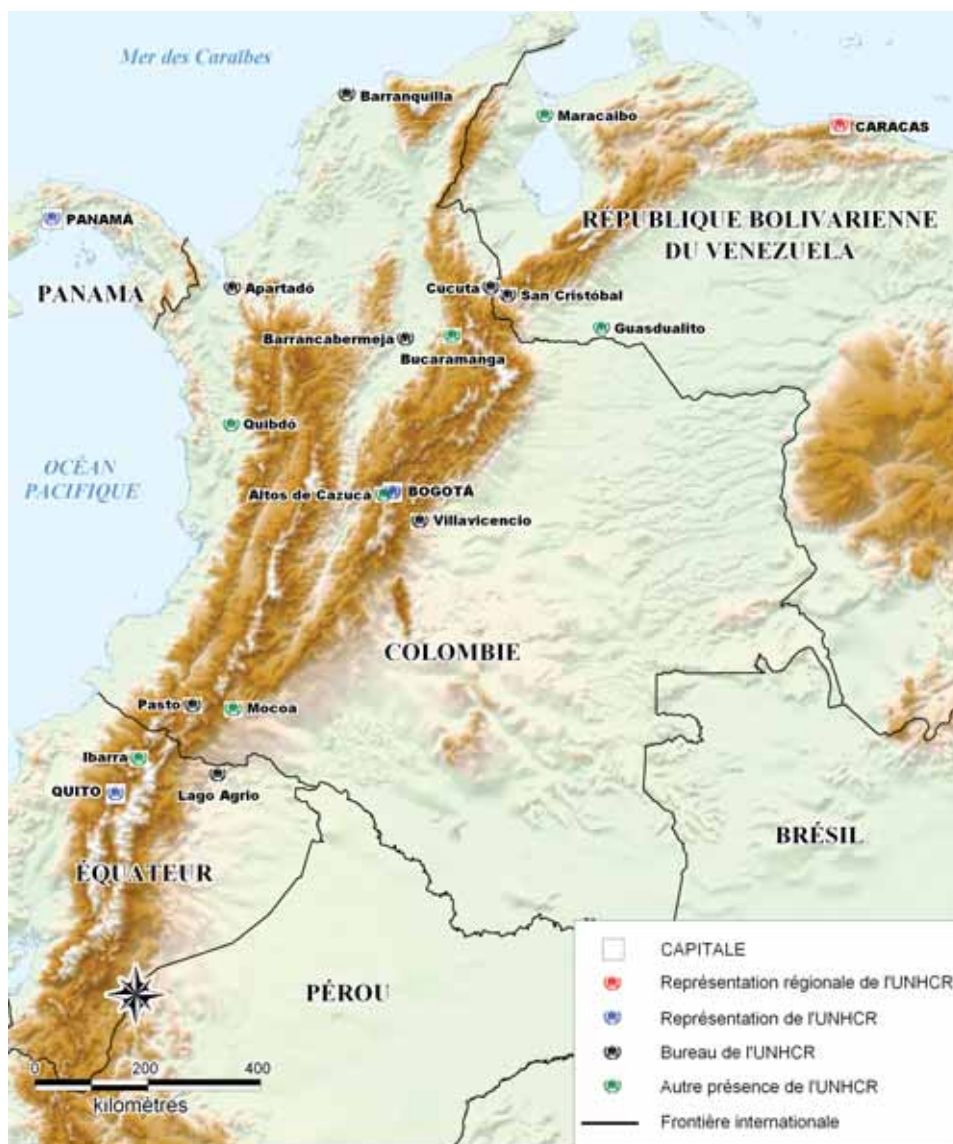 Mer des Caraïbes
Barranquilla
Maracaibo
CARACAS
PANAMÁ
RÉPUBLIQUE BOLIVARIENNE
DU VENEZUELA
PANAMA
Apartadó
Cucuta
San Cristóbal
Guasdualito
Barrancabermeja
Bucaramanga
Quibdó
OCÉAN
PACIFIQUE
Altos de Cazuca
BOGOTÁ
Villavicencio
COLOMBIE
Pasto
Mocoa
Ibarra
QUITO
Lago Agrio
BRÉSIL
ÉQUATEUR
PÉROU
CAPITALE
Représentation régionale de l'UNHCR
Représentation de l'UNHCR
Bureau de l'UNHCR
Autre présence de l'UNHCR
Frontière internationale
0 200 400
kilomètres